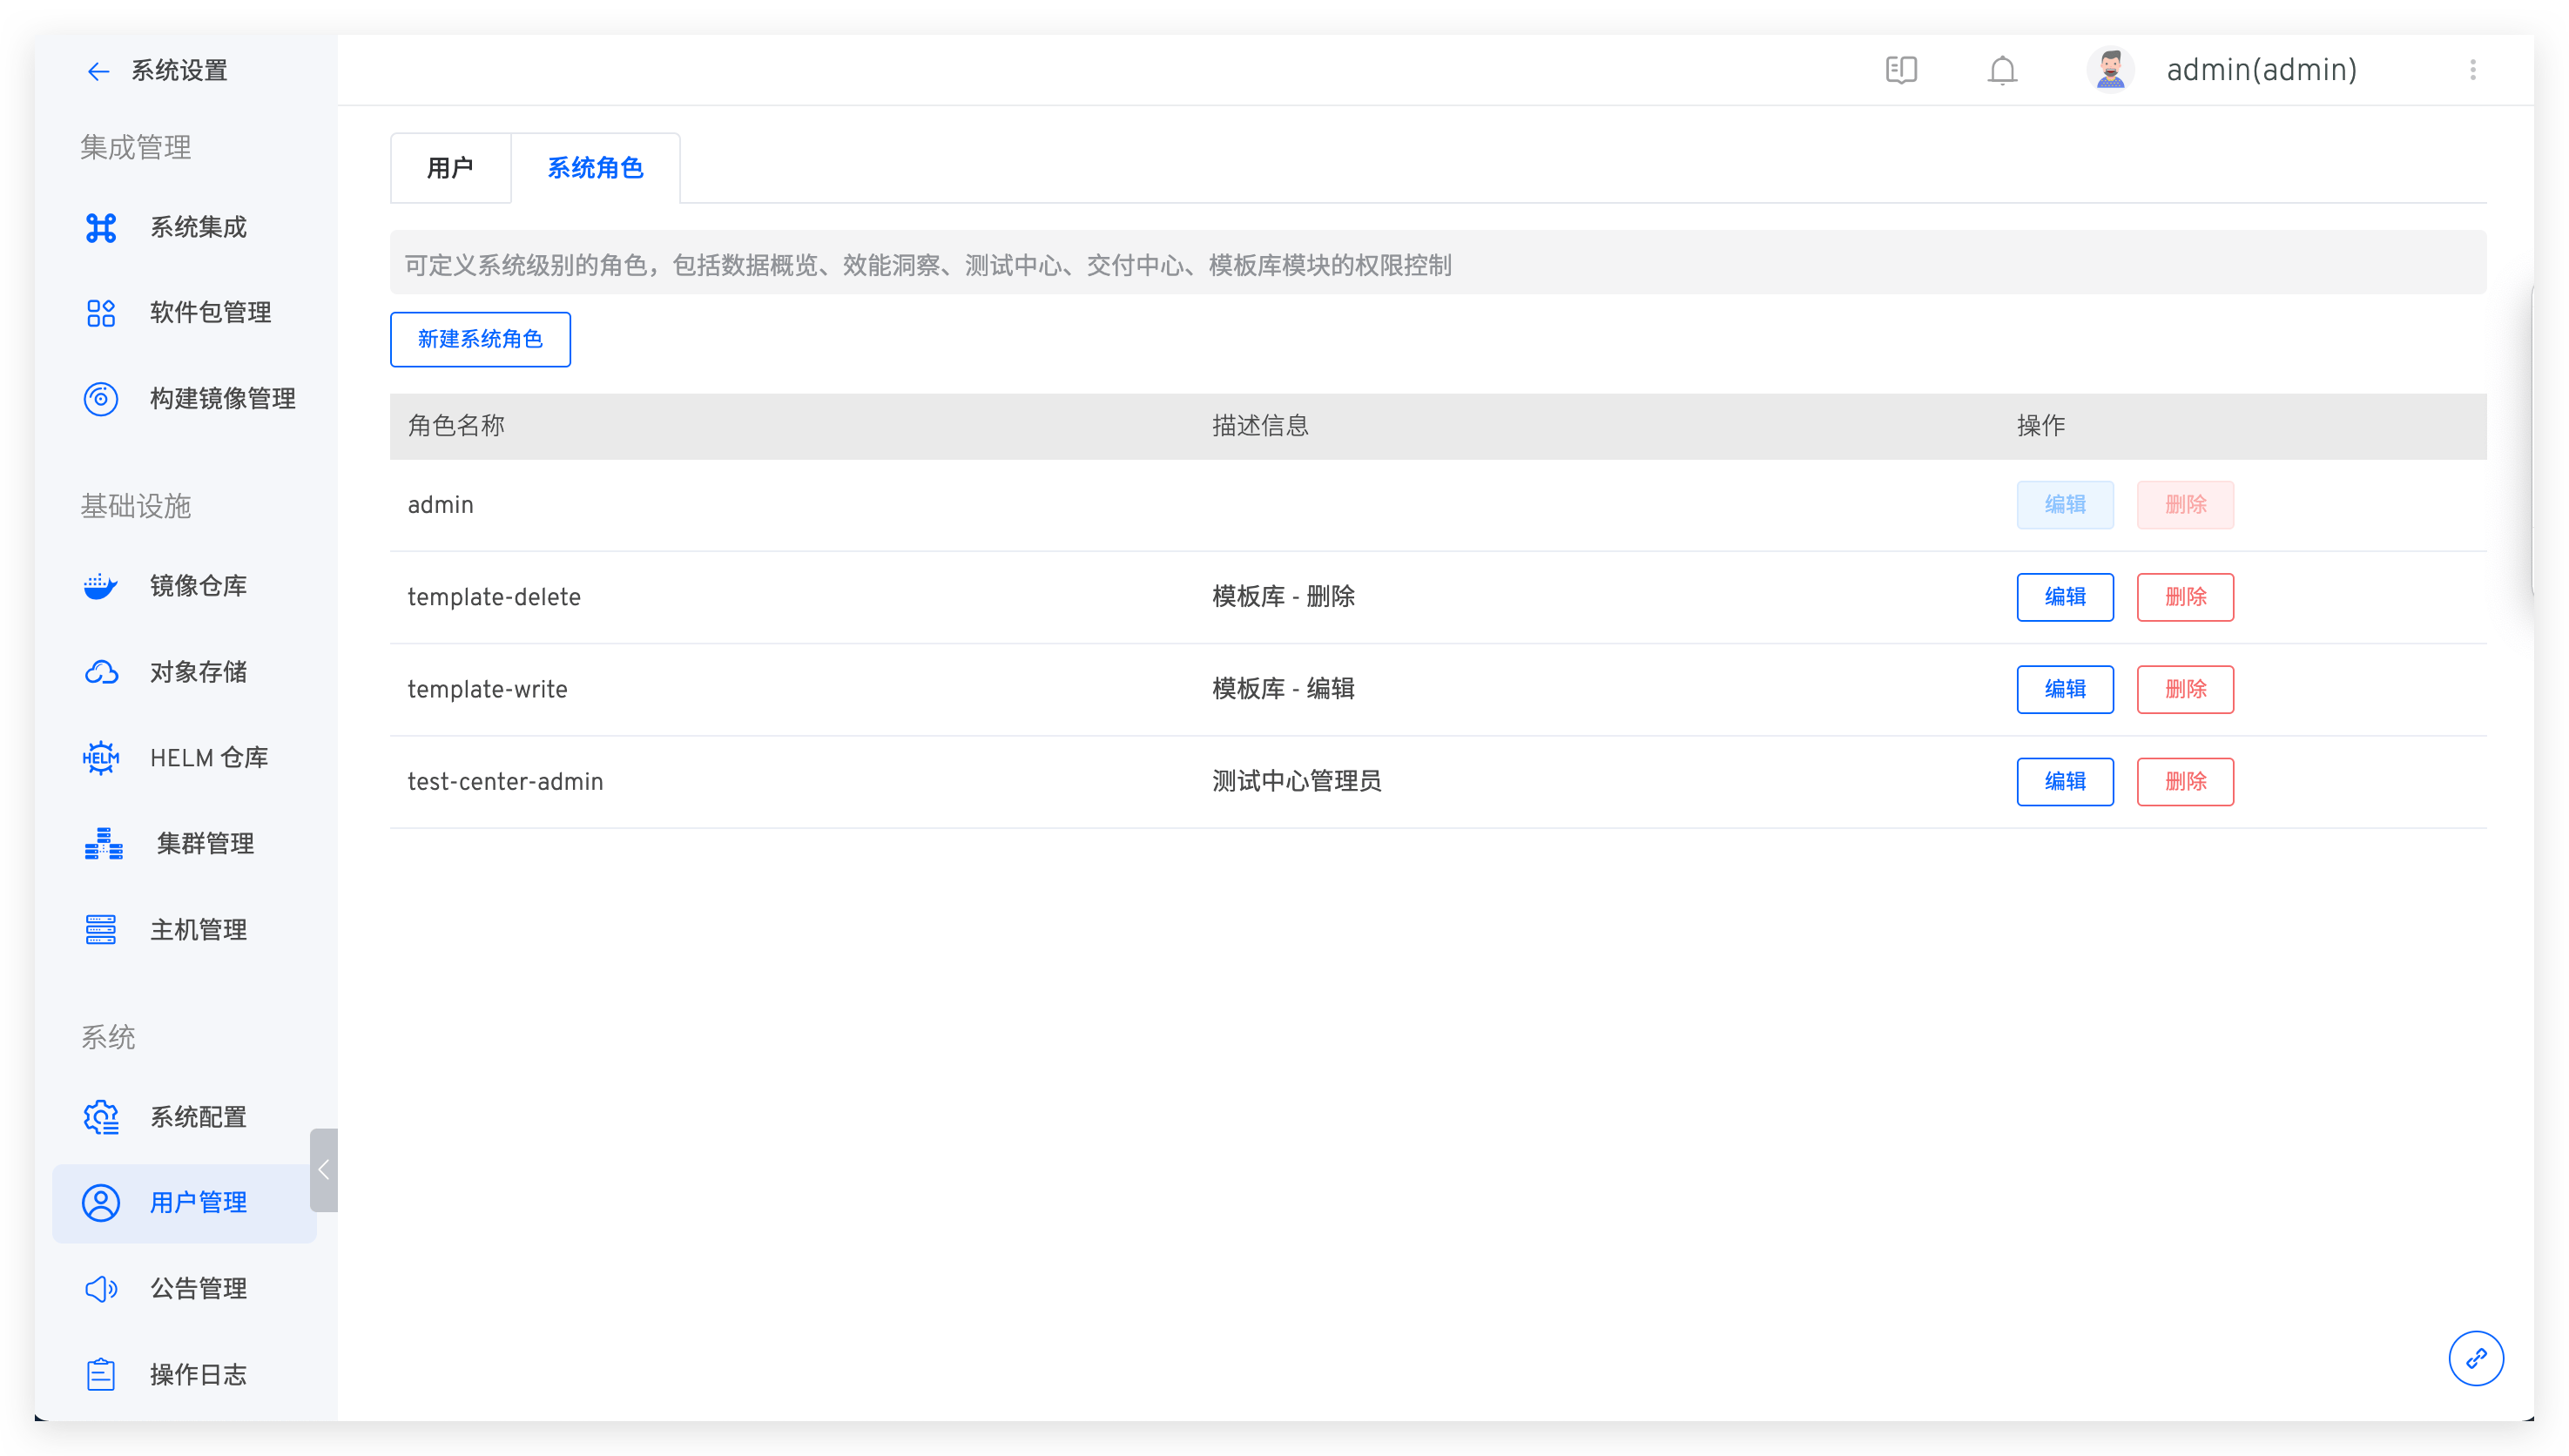 系统设置
admin(admin)
集成管理
系统集成
软件包管理
构建镜像管理
基础设施
镜像仓库
对象存储
HELM
HELM 仓库
集群管理
主机管理
系统
系统配置
用户管理
公告管理
操作日志
用户
系统角色
可定义系统级别的角色，包括数据概览、效能洞察、测试中心、交付中心、模板库模块的权限控制
新建系统角色
角色名称 描述信息 操作
admin 编辑 删除
template-delete 模板库 - 删除 编辑 删除
template-write 模板库 - 编辑 编辑 删除
test-center-admin 测试中心管理员 编辑 删除